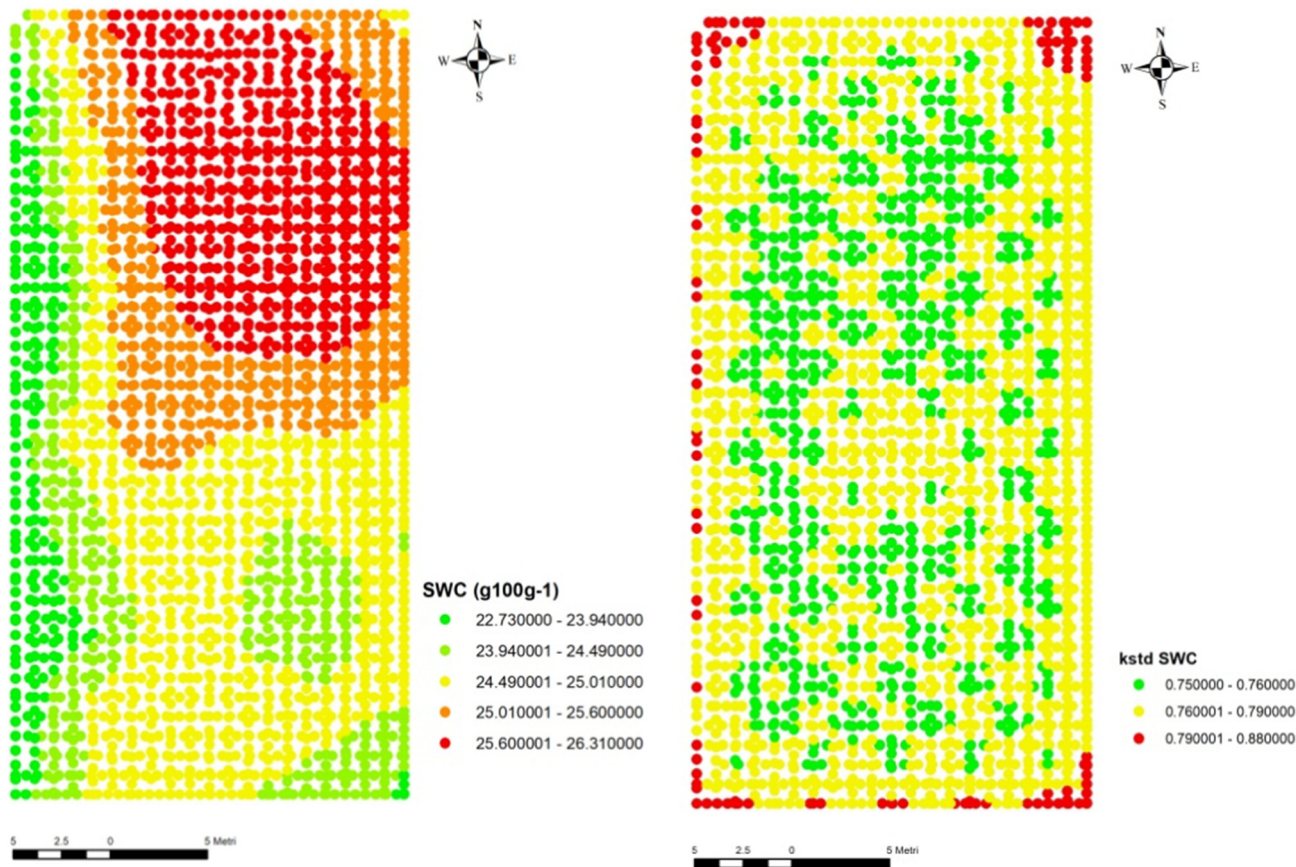 N
W E
S
SWC (g100g-1)
22.730000 - 23.940000
23.940001 - 24.490000
24.490001 - 25.010000
25.010001 - 25.600000
25.600001 - 26.310000
5 2.5 0 5 Metri
N
W E
S
kstd SWC
0.750000 - 0.760000
0.760001 - 0.790000
0.790001 - 0.880000
5 2.5 0 5 Metri